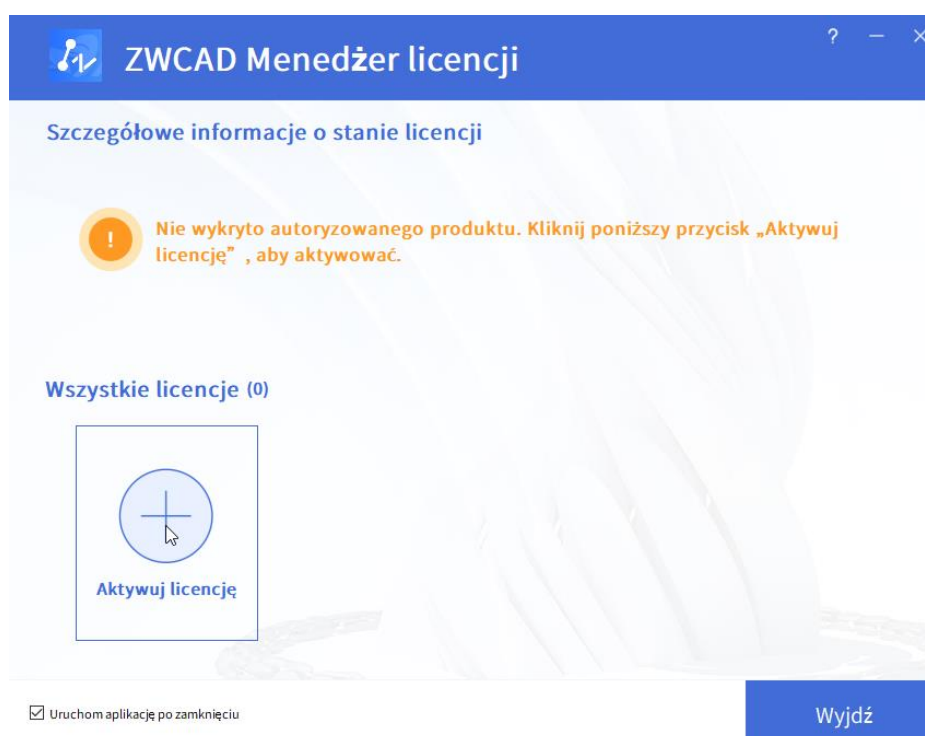 ZWCAD Menedżer licencji
?
Szczegółowe informacje o stanie licencji
!
Nie wykryto autoryzowanego produktu. Kliknij poniższy przycisk „Aktywuj
licencję” , aby aktywować.
Wszystkie licencje (0)
Aktywuj licencję
Uruchom aplikację po zamknięciu
Wyjdź